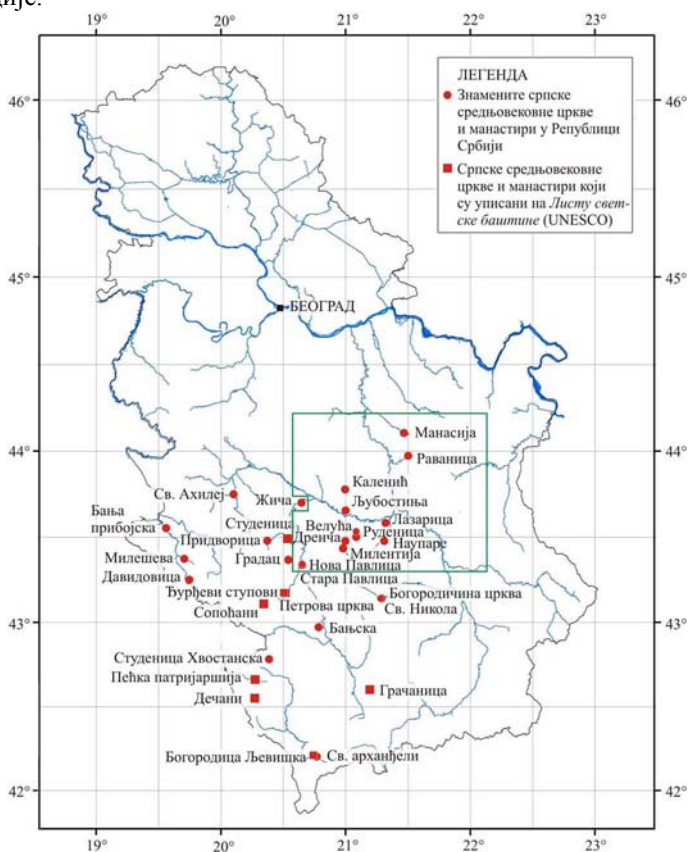 дије.
19° 20° 21° 22° 23°
ЛЕГЕНДА
Знамените српске
средњовековне цркве
и манастири у Републици
Србији
Српске средњовековне
цркве и манастири који
су уписани на Листу свет-
ске баштине (UNESCO)
46° 46°
45° 45°
БЕОГРАД
44° 44°
Манасија
Раваница
Каленић
Св. Ахилеј
Жича
Љубостиња
Бања
прибојска
Студеница
Велућа
Лазарица
Придворица
Дренча
Руденица
Наупаре
Милешева
Градац
Милентија
Давидовица
Нова Павлица
Стара Павлица
Ђурђеви ступови
Богородичина црква
Сопоћани
Петрова црква
Св. Никола
43° 43°
Бањска
Студеница Хвостанска
Пећка патријаршија
Дечани
Грачаница
Богородица Љевишка
Св. арханђели
42° 42°
19° 20° 21° 22° 23°